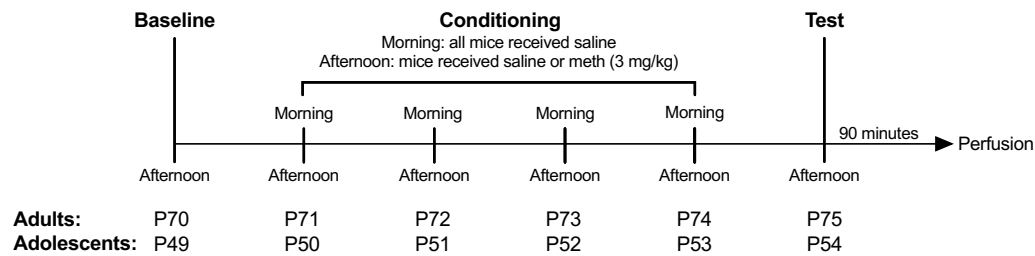 Baseline Conditioning Test
Morning: all mice received saline
Afternoon: mice received saline or meth (3 mg/kg)
Morning Morning Morning Morning
90 minutes
Perfusion
Afternoon Afternoon Afternoon Afternoon Afternoon Afternoon
Adults: P70 P71 P72 P73 P74 P75
Adolescents: P49 P50 P51 P52 P53 P54